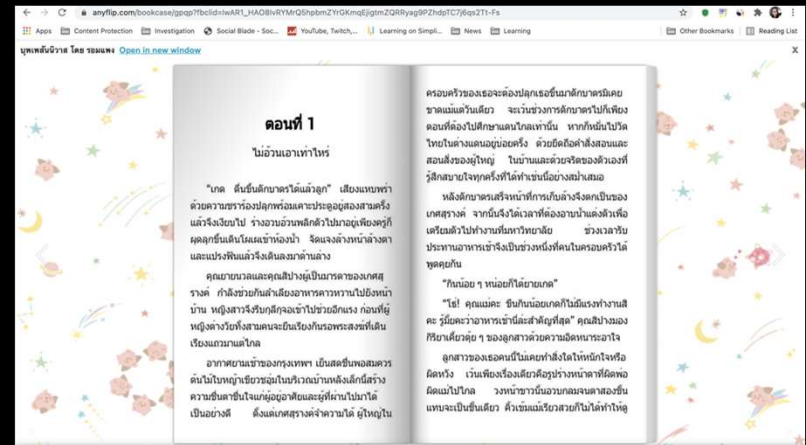 anyflip.com/bookcase/gpqp?fbclid=IwAR1_HAO8IvRYMrQ5hpbmZYrGKmqEjigtmZQRRyag9PZhdpTC7j6qs2Tt-Fs
Apps Content Protection Investigation Social Blade - Soc... YouTube, Twitch,... Learning on Simpli... News Learning Other Bookmarks Reading List
บุพเพสันนิวาส โดย รอมแพง Open in new window X
ตอนที่ 1
ไม่อ้วนเอาเท่าไหร่
"เกด ตื่นขึ้นตักบาตรได้แล้วลูก" เสียงแหบพร่า
ด้วยความชราร้องปลุกพร้อมเคาะประตูอยู่สองสามครั้ง
แล้วจึงเงียบไป ร่างอวบอ้วนพลิกตัวไปมาอยู่เพียงครู่ก็
ผุดลุกขึ้นเดินโผเผเข้าห้องน้ำ จัดแจงล้างหน้าล้างตา
และแปรงฟันแล้วจึงเดินลงมาด้านล่าง
คุณยายนวลและคุณสิปางผู้เป็นมารดาของเกศสุ
รางค์ กำลังช่วยกันลำเลียงอาหารคาวหวานไปยังหน้า
บ้าน หญิงสาวจึงรีบกุลีกุจอเข้าไปช่วยอีกแรง ก่อนที่ผู้
หญิงต่างวัยทั้งสามคนจะยืนเรียงกันรอพระสงฆ์ที่เดิน
เรียงแถวมาแต่ไกล
อากาศยามเช้าของกรุงเทพฯ เย็นสดชื่นพอสมควร
ต้นไม้ใบหญ้าเขียวชอุ่มในบริเวณบ้านหลังเล็กนี้สร้าง
ความชื่นตาชื่นใจแก่ผู้อยู่อาศัยและผู้ที่ผ่านไปมาได้
เป็นอย่างดี ตั้งแต่เกศสุรางค์จำความได้ ผู้ใหญ่ใน
ครอบครัวของเธอจะต้องปลุกเธอขึ้นมาตักบาตรมิเคย
ขาดแม้แต่วันเดียว จะเว้นช่วงการตักบาตรไปก็เพียง
ตอนที่ต้องไปศึกษาแดนไกลเท่านั้น หากก็หมั่นไปวัด
ไทยในต่างแดนอยู่บ่อยครั้ง ด้วยยึดถือคำสั่งสอนและ
สอนสั่งของผู้ใหญ่ ในบ้านและด้วยจริตของตัวเองที่
รู้สึกสบายใจทุกครั้งที่ได้ทำเช่นนี้อย่างสม่ำเสมอ
หลังตักบาตรเสร็จหน้าที่การเก็บล้างจึงตกเป็นของ
เกศสุรางค์ จากนั้นจึงได้เวลาที่ต้องอาบน้ำแต่งตัวเพื่อ
เตรียมตัวไปทำงานที่มหาวิทยาลัย ช่วงเวลารับ
ประทานอาหารเช้าจึงเป็นช่วงหนึ่งที่คนในครอบครัวได้
พูดคุยกัน
"กินน้อย ๆ หน่อยก็ได้ยายเกด"
"โธ่! คุณแม่คะ ขืนกินน้อยเกดก็ไม่มีแรงทำงานสิ
คะ รู้มั้ยคะว่าอาหารเช้านี่ล่ะสำคัญที่สุด" คุณสิปางมอง
กิริยาเคี้ยวตุ้ย ๆ ของลูกสาวด้วยความอิดหนาระอาใจ
ลูกสาวของเธอคนนี้ไม่เคยทำสิ่งใดให้หนักใจหรือ
ผิดหวัง เว้นเพียงเรื่องเดียวคือรูปร่างหน้าตาที่ผิดพ่อ
ผิดแม่ไปไกล วงหน้าขาวนั้นอวบกลมจนตาสองชั้น
แทบจะเป็นชั้นเดียว คิ้วเข้มแม้เรียวสวยก็ไม่ได้ทำให้ดู